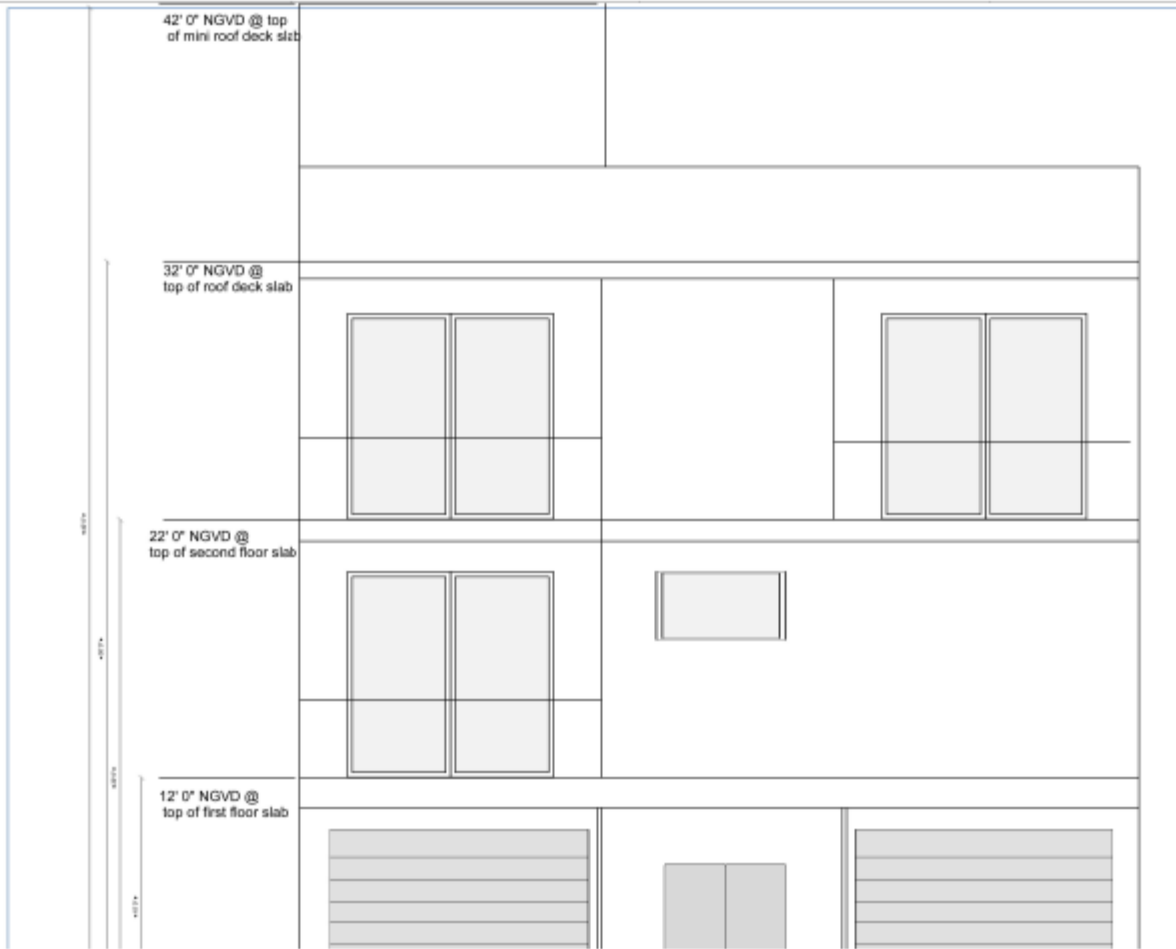 42' 0" NGVD @ top
of mini roof deck slab
32' 0" NGVD @
top of roof deck slab
22' 0" NGVD @
top of second floor slab
12' 0" NGVD @
top of first floor slab